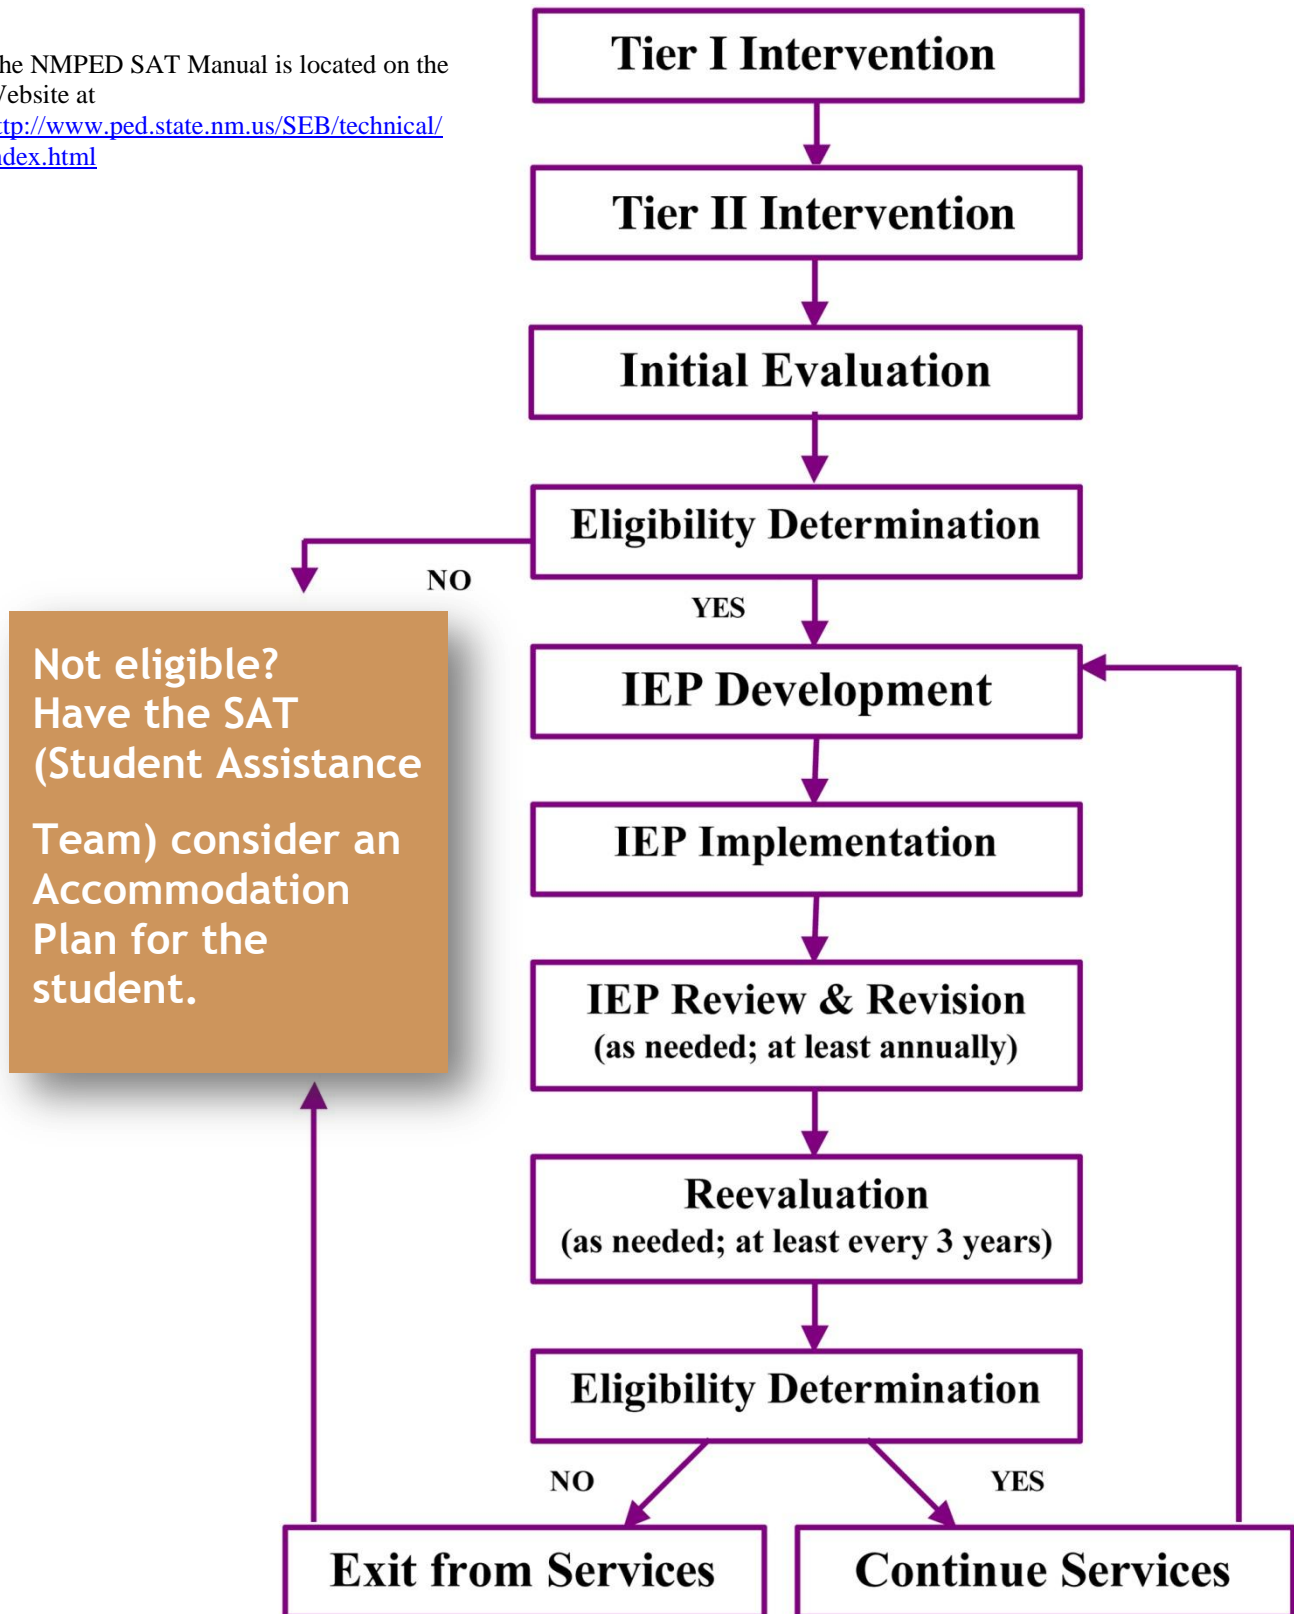 he NMPED SAT Manual is located on the
Website at
ttp://www.ped.state.nm.us/SEB/technical/
ndex.html
Tier I Intervention
Tier II Intervention
Initial Evaluation
Eligibility Determination
NO
YES
Not eligible?
Have the SAT
(Student Assistance
Team) consider an
Accommodation
Plan for the
student.
IEP Development
IEP Implementation
IEP Review & Revision
(as needed; at least annually)
Reevaluation
(as needed; at least every 3 years)
Eligibility Determination
NO
YES
Exit from Services
Continue Services